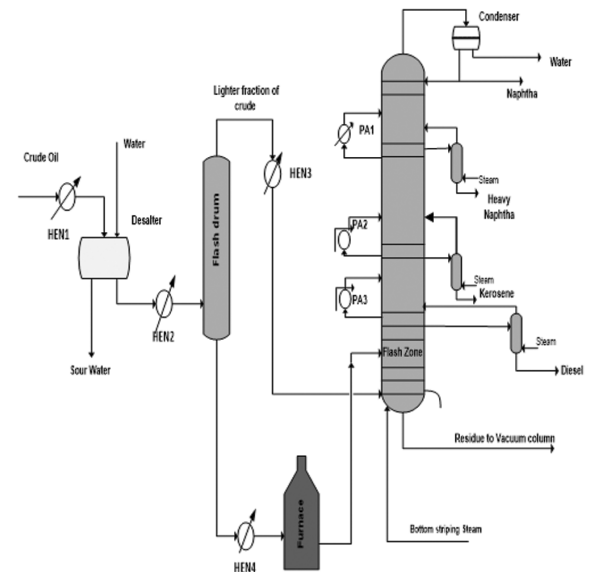 Condenser
Water
Naphtha
Lighter fraction of
crude
PA1
Water
Crude Oil
HEN3
Steam
Heavy
Naphtha
HEN1
Desalter
Flash drum
PA2
Steam
Kerosene
PA3
HEN2
Steam
Flash Zone
Sour Water
Diesel
Residue to Vacuum column
Furnace
Bottom striping Steam
HEN4